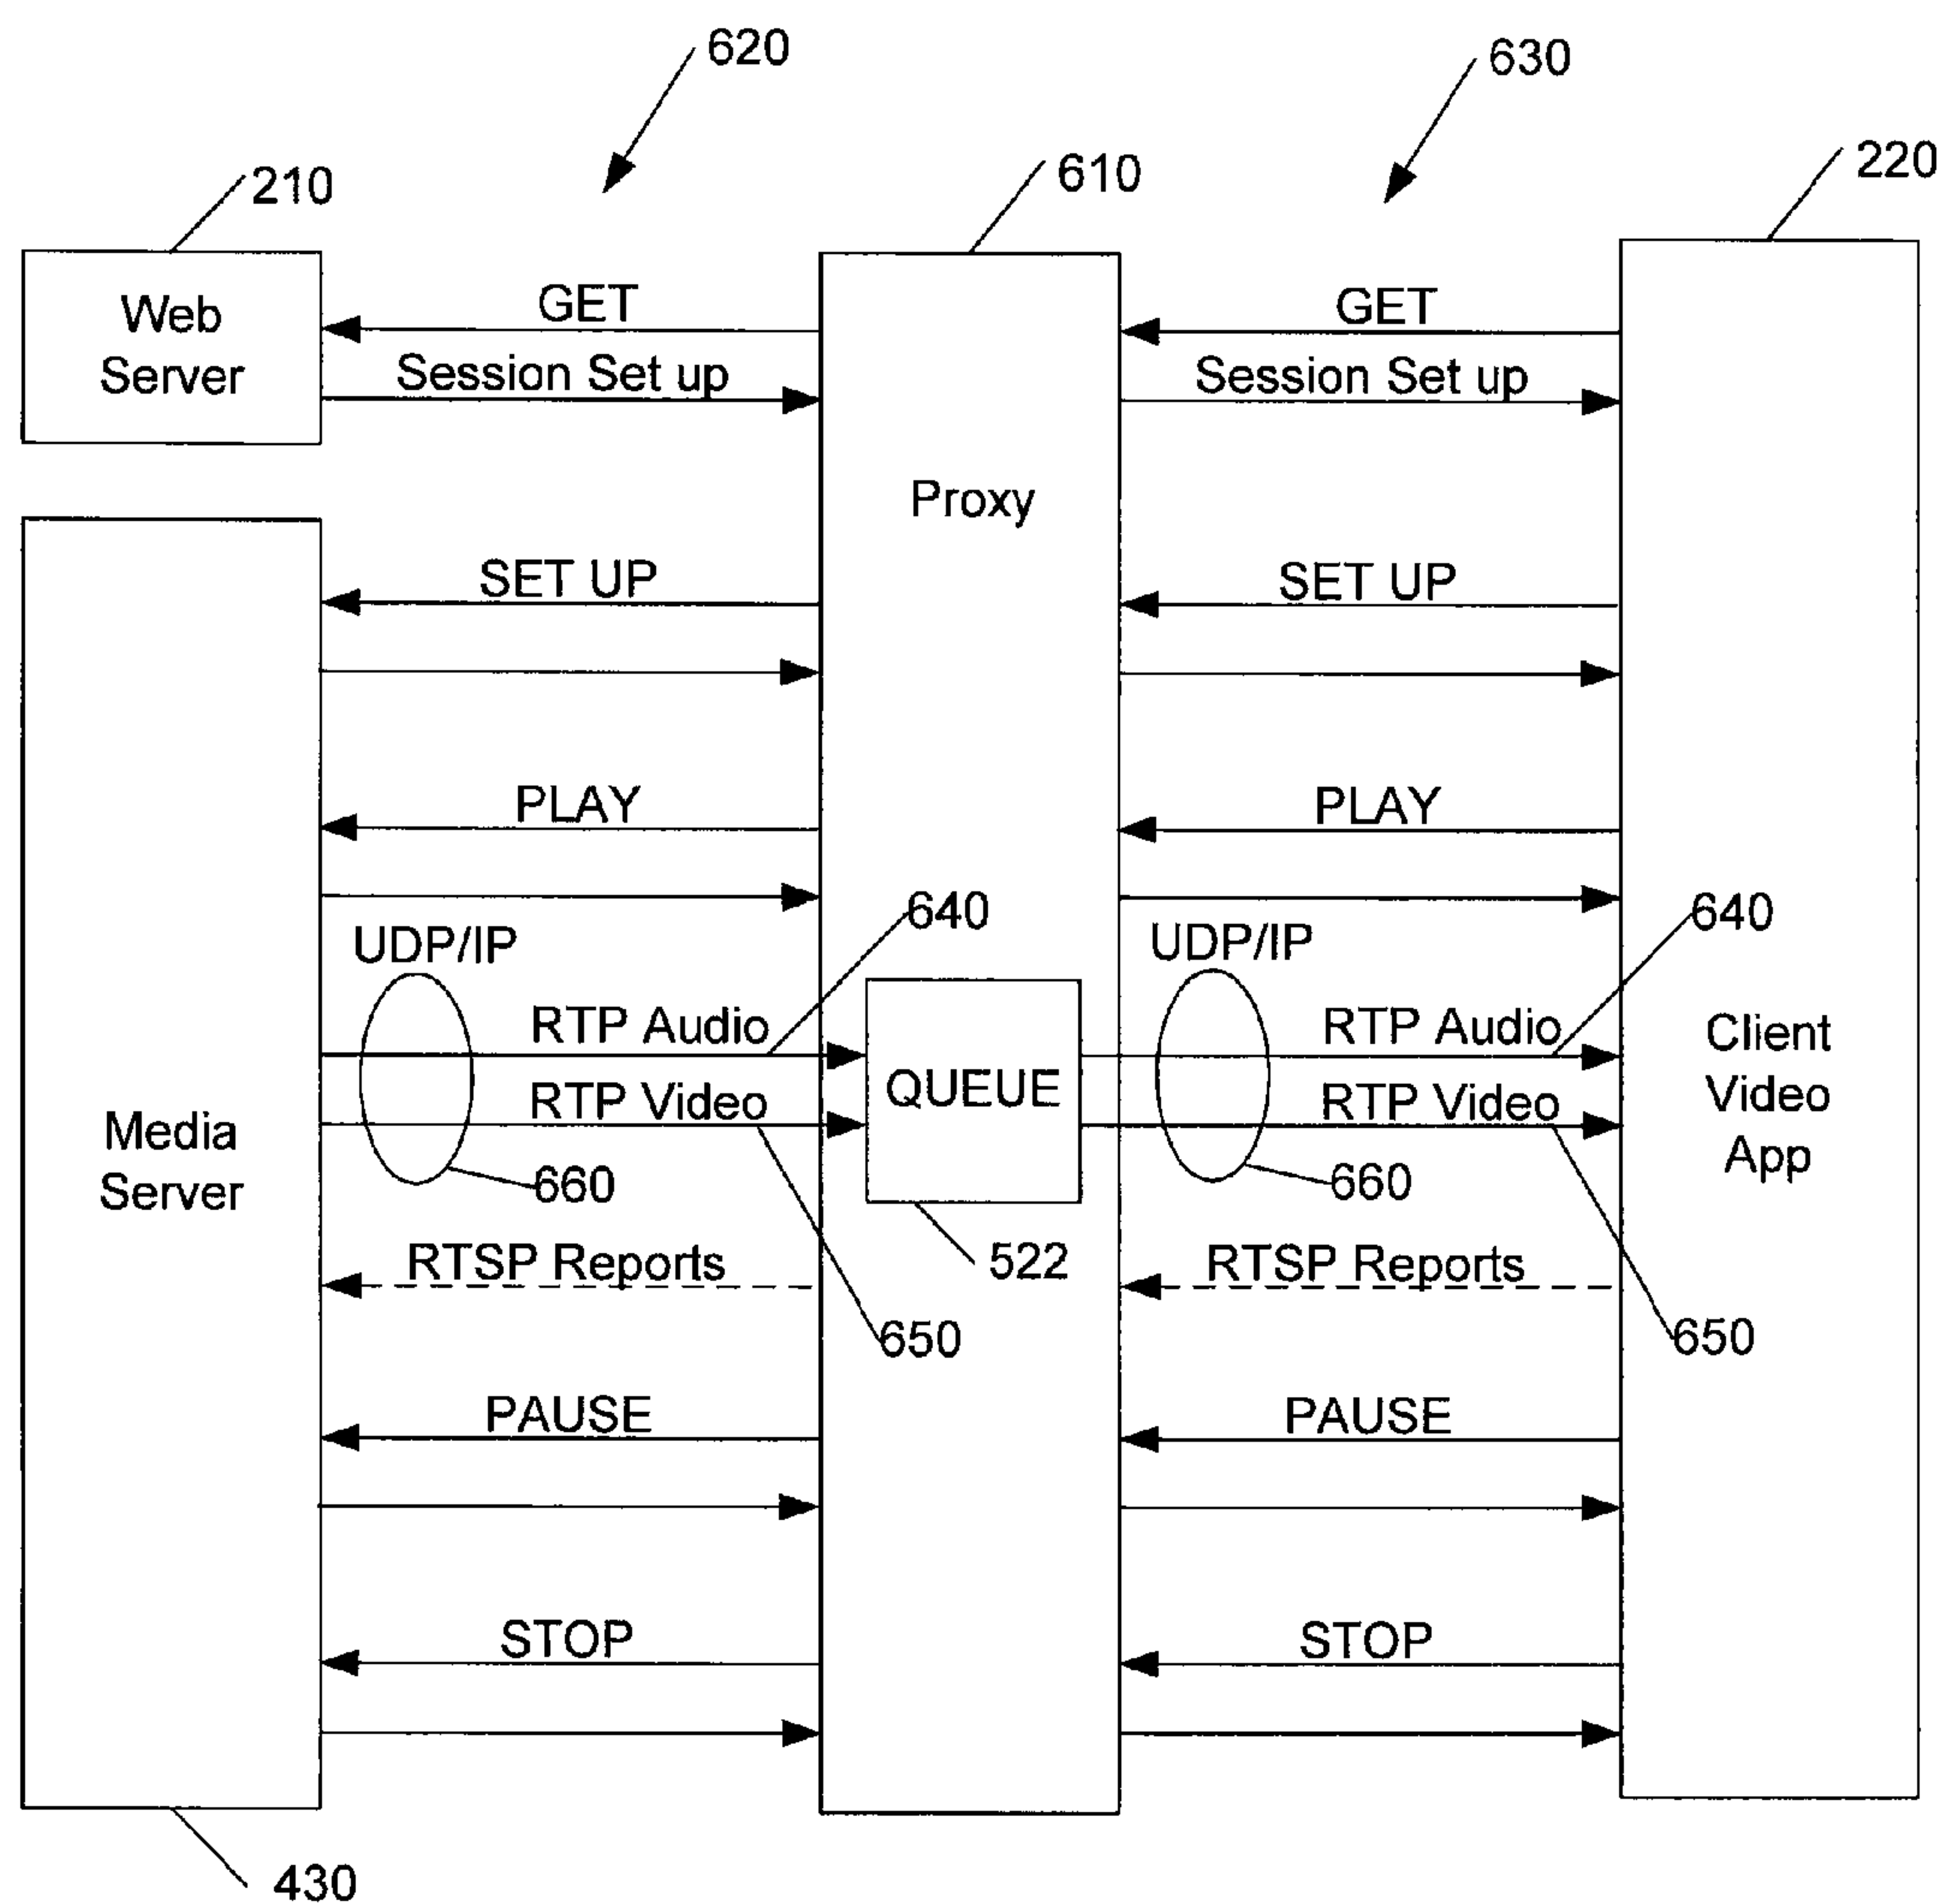 620
630
210
610
220
Web
Server
GET
GET
Session Set up
Session Set up
Proxy
SET UP
SET UP
PLAY
PLAY
640
640
UDP/IP
UDP/IP
RTP Audio
RTP Audio
QUEUE
RTP Video
RTP Video
Client
Video
App
Media
Server
660
660
522
RTSP Reports
RTSP Reports
650
650
PAUSE
PAUSE
STOP
STOP
430